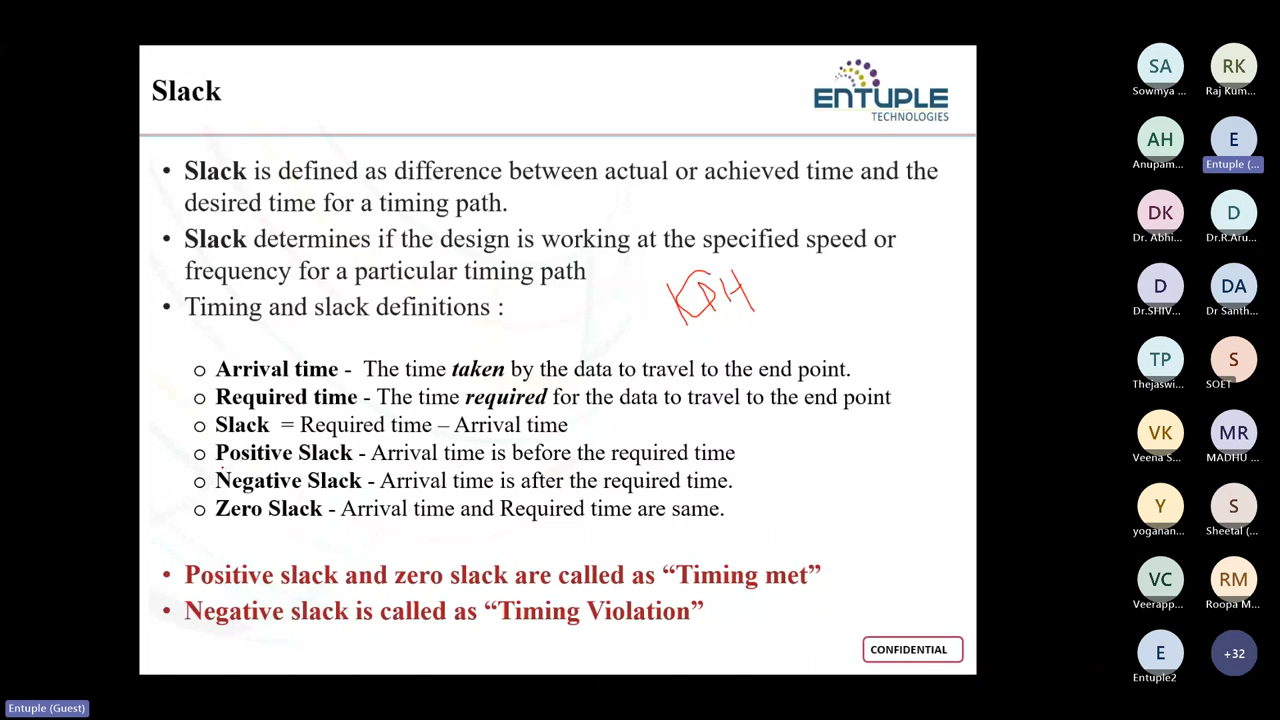 Slack
ENTUPLE
TECHNOLOGIES
• Slack is defined as difference between actual or achieved time and the
desired time for a timing path.
• Slack determines if the design is working at the specified speed or
frequency for a particular timing path
• Timing and slack definitions :
o Arrival time - The time taken by the data to travel to the end point.
o Required time - The time required for the data to travel to the end point
o Slack = Required time – Arrival time
o Positive Slack - Arrival time is before the required time
o Negative Slack - Arrival time is after the required time.
o Zero Slack - Arrival time and Required time are same.
• Positive slack and zero slack are called as “Timing met”
• Negative slack is called as “Timing Violation”
CONFIDENTIAL
SA
Sowmya ...
RK
Raj Kum...
AH
Anupam...
E
Entuple (...
DK
Dr. Abhi...
D
Dr.R.Aru...
D
Dr.SHIV...
DA
Dr Santh...
TP
Thejaswi...
S
SOET
VK
Veena S...
MR
MADHU ...
Y
yoganan...
S
Sheetal (...
VC
Veerapp...
RM
Roopa M...
E
Entuple2
+32
Entuple (Guest)